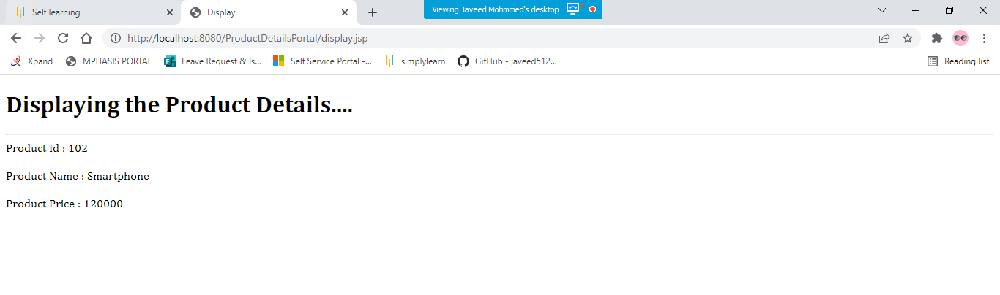 Self learning
Display
Viewing Javeed Mohmmed's desktop
http://localhost:8080/ProductDetailsPortal/display.jsp
Xpand
MPHASIS PORTAL
Leave Request & Is...
Self Service Portal -...
simplylearn
GitHub - javeed512...
Reading list
Displaying the Product Details....
Product Id : 102
Product Name : Smartphone
Product Price : 120000